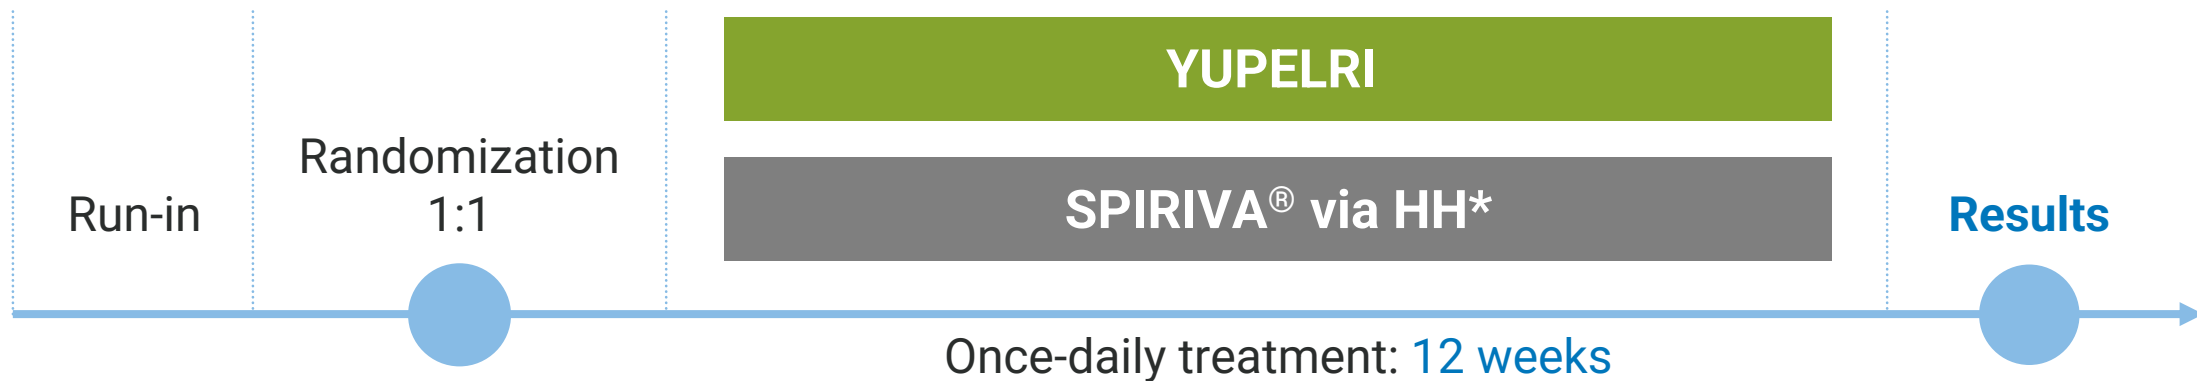 Run-in
Randomization
1:1
YUPELRI
SPIRIVA® via HH*
Once-daily treatment: 12 weeks
Results